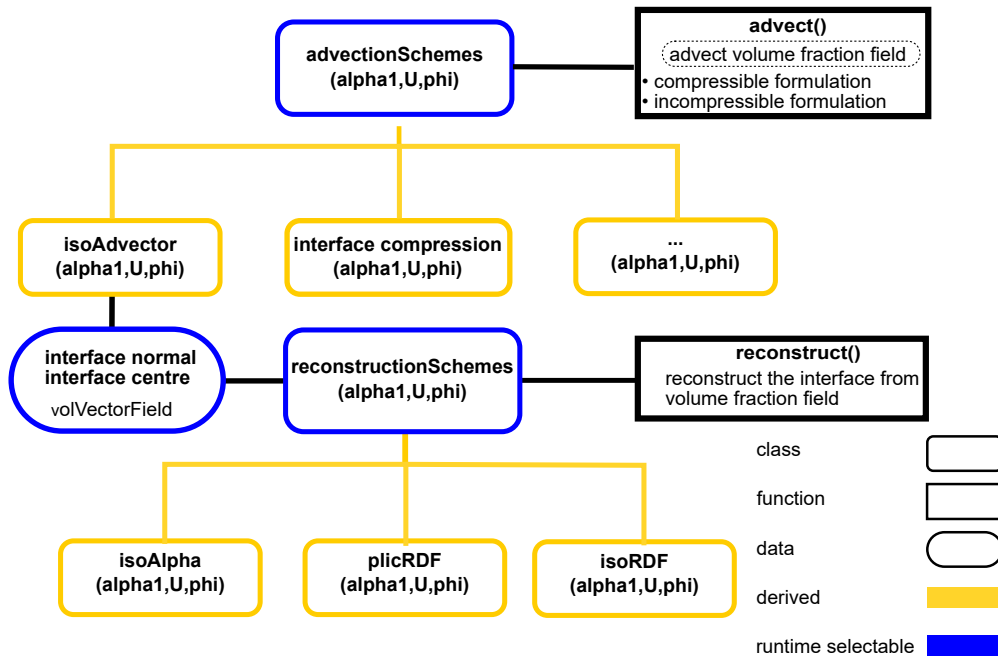 advectionSchemes
(alpha1,U,phi)
advect()
advect volume fraction field
• compressible formulation
• incompressible formulation
isoAdvector
(alpha1,U,phi)
interface compression
(alpha1,U,phi)
...
(alpha1,U,phi)
interface normal
interface centre
volVectorField
reconstructionSchemes
(alpha1,U,phi)
reconstruct()
reconstruct the interface from
volume fraction field
class
function
data
derived
runtime selectable
isoAlpha
(alpha1,U,phi)
plicRDF
(alpha1,U,phi)
isoRDF
(alpha1,U,phi)